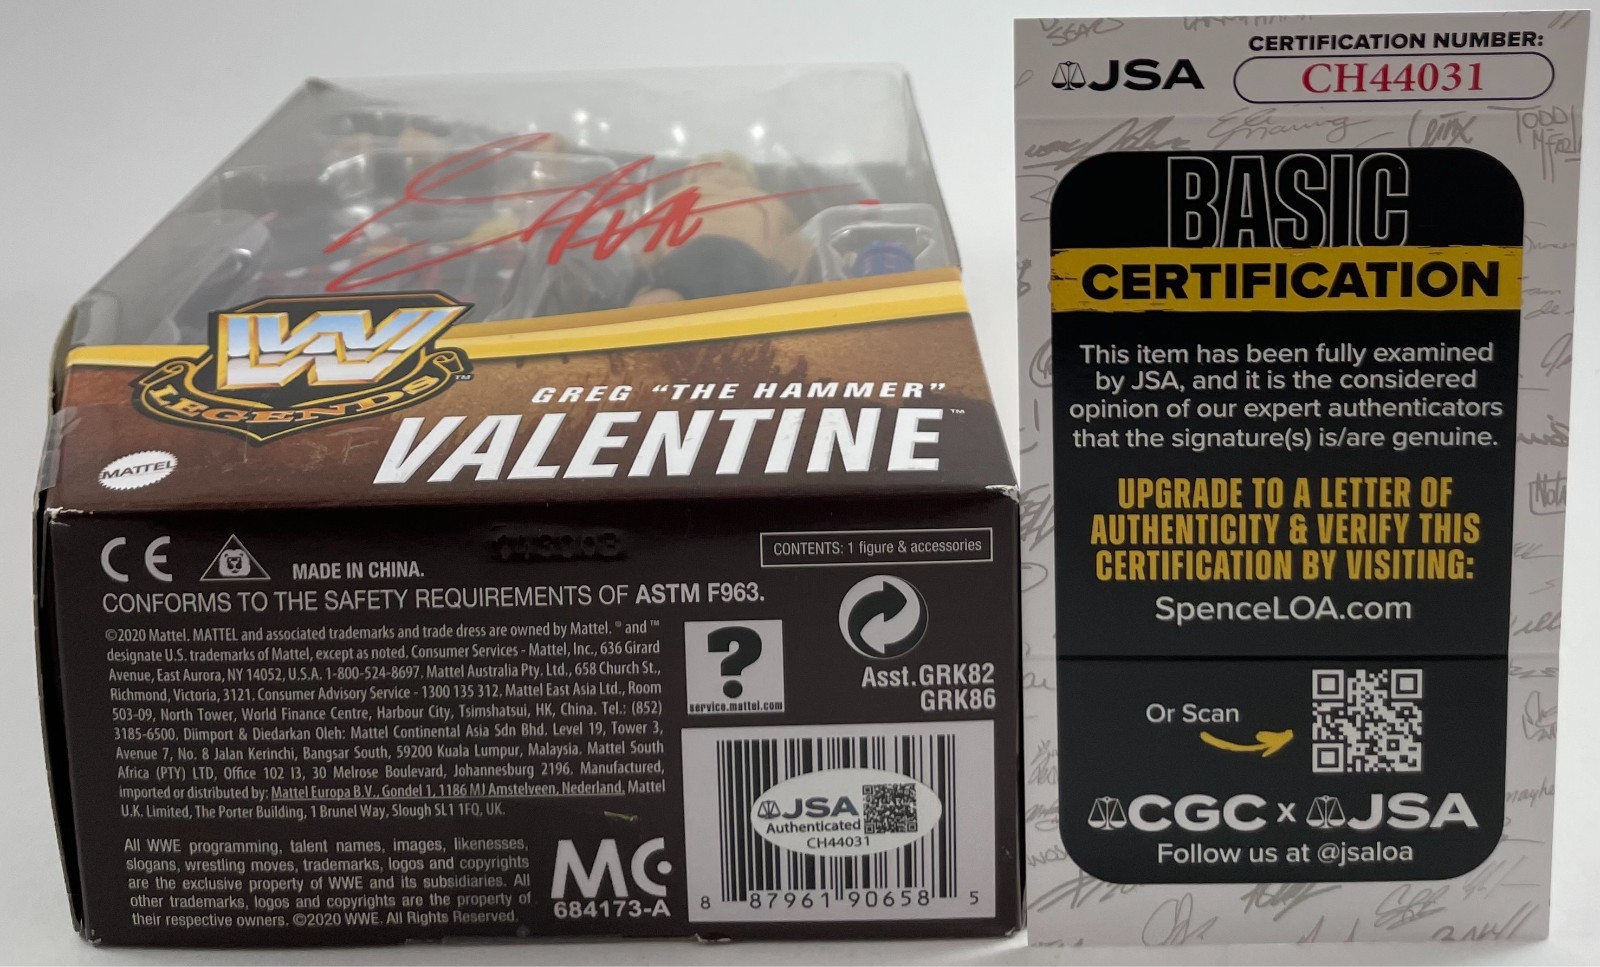 LEGENDS™
GREG "THE HAMMER"
VALENTINE™
MATTEL
CE
MADE IN CHINA.
CONFORMS TO THE SAFETY REQUIREMENTS OF ASTM F963.
CONTENTS: 1 figure & accessories
©2020 Mattel. MATTEL and associated trademarks and trade dress are owned by Mattel. ® and ™
designate U.S. trademarks of Mattel, except as noted. Consumer Services - Mattel, Inc., 636 Girard
Avenue, East Aurora, NY 14052, U.S.A. 1-800-524-8697. Mattel Australia Pty. Ltd., 658 Church St.,
Richmond, Victoria, 3121. Consumer Advisory Service - 1300 135 312. Mattel East Asia Ltd., Room
503-09, North Tower, World Finance Centre, Harbour City, Tsimshatsui, HK, China. Tel.: (852)
3185-6500. Diimport & Diedarkan Oleh: Mattel Continental Asia Sdn Bhd. Level 19, Tower 3,
Avenue 7, No. 8 Jalan Kerinchi, Bangsar South, 59200 Kuala Lumpur, Malaysia. Mattel South
Africa (PTY) LTD, Office 102 I3, 30 Melrose Boulevard, Johannesburg 2196. Manufactured,
imported or distributed by: Mattel Europa B.V., Gondel 1, 1186 MJ Amstelveen, Nederland. Mattel
U.K. Limited, The Porter Building, 1 Brunel Way, Slough SL1 1FQ, UK.
?
service.mattel.com
Asst.GRK82
GRK86
All WWE programming, talent names, images, likenesses,
slogans, wrestling moves, trademarks, logos and copyrights
are the exclusive property of WWE and its subsidiaries. All
other trademarks, logos and copyrights are the property of
their respective owners. ©2020 WWE. All Rights Reserved.
MC
684173-A
JSA
Authenticated
CH44031
8 87961 90658 5
JSA
CERTIFICATION NUMBER:
CH44031
BASIC
CERTIFICATION
This item has been fully examined
by JSA, and it is the considered
opinion of our expert authenticators
that the signature(s) is/are genuine.
UPGRADE TO A LETTER OF
AUTHENTICITY & VERIFY THIS
CERTIFICATION BY VISITING:
SpenceLOA.com
Or Scan
CGC x JSA
Follow us at @jsaloa